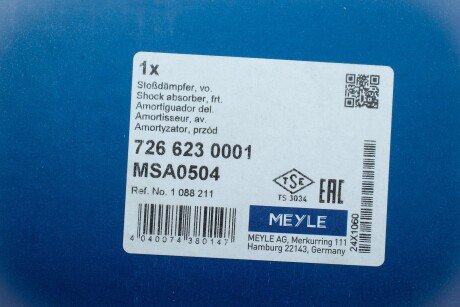 1x
Stoßdämpfer, vo.
Shock absorber, frt.
Amortiguador del.
Amortisseur, av.
Amortyzator, przód
726 623 0001
MSA0504
Ref. No. 1 088 211
TSE
TS 3034
EAC
MEYLE
MEYLE AG, Merkurring 111
Hamburg 22143, Germany
4 040074 380147
24X1060